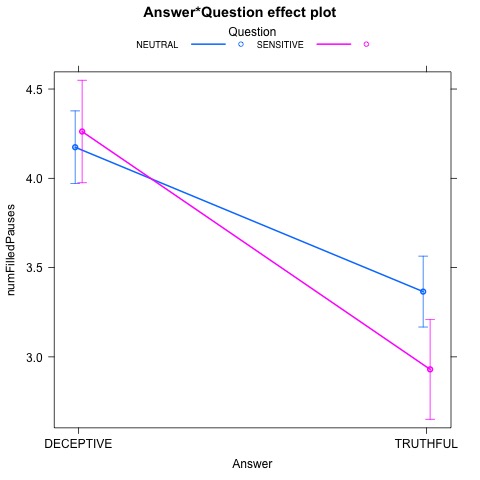 Answer*Question effect plot
Question
NEUTRAL SENSITIVE
4.5
4.0
3.5
3.0
numFilledPauses
DECEPTIVE TRUTHFUL
Answer